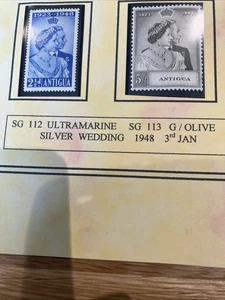 1923-1948
2½d ANTIGUA
ANTIGUA
5/-
SG 112 ULTRAMARINE SG 113 G/OLIVE
SILVER WEDDING 1948 3rd JAN